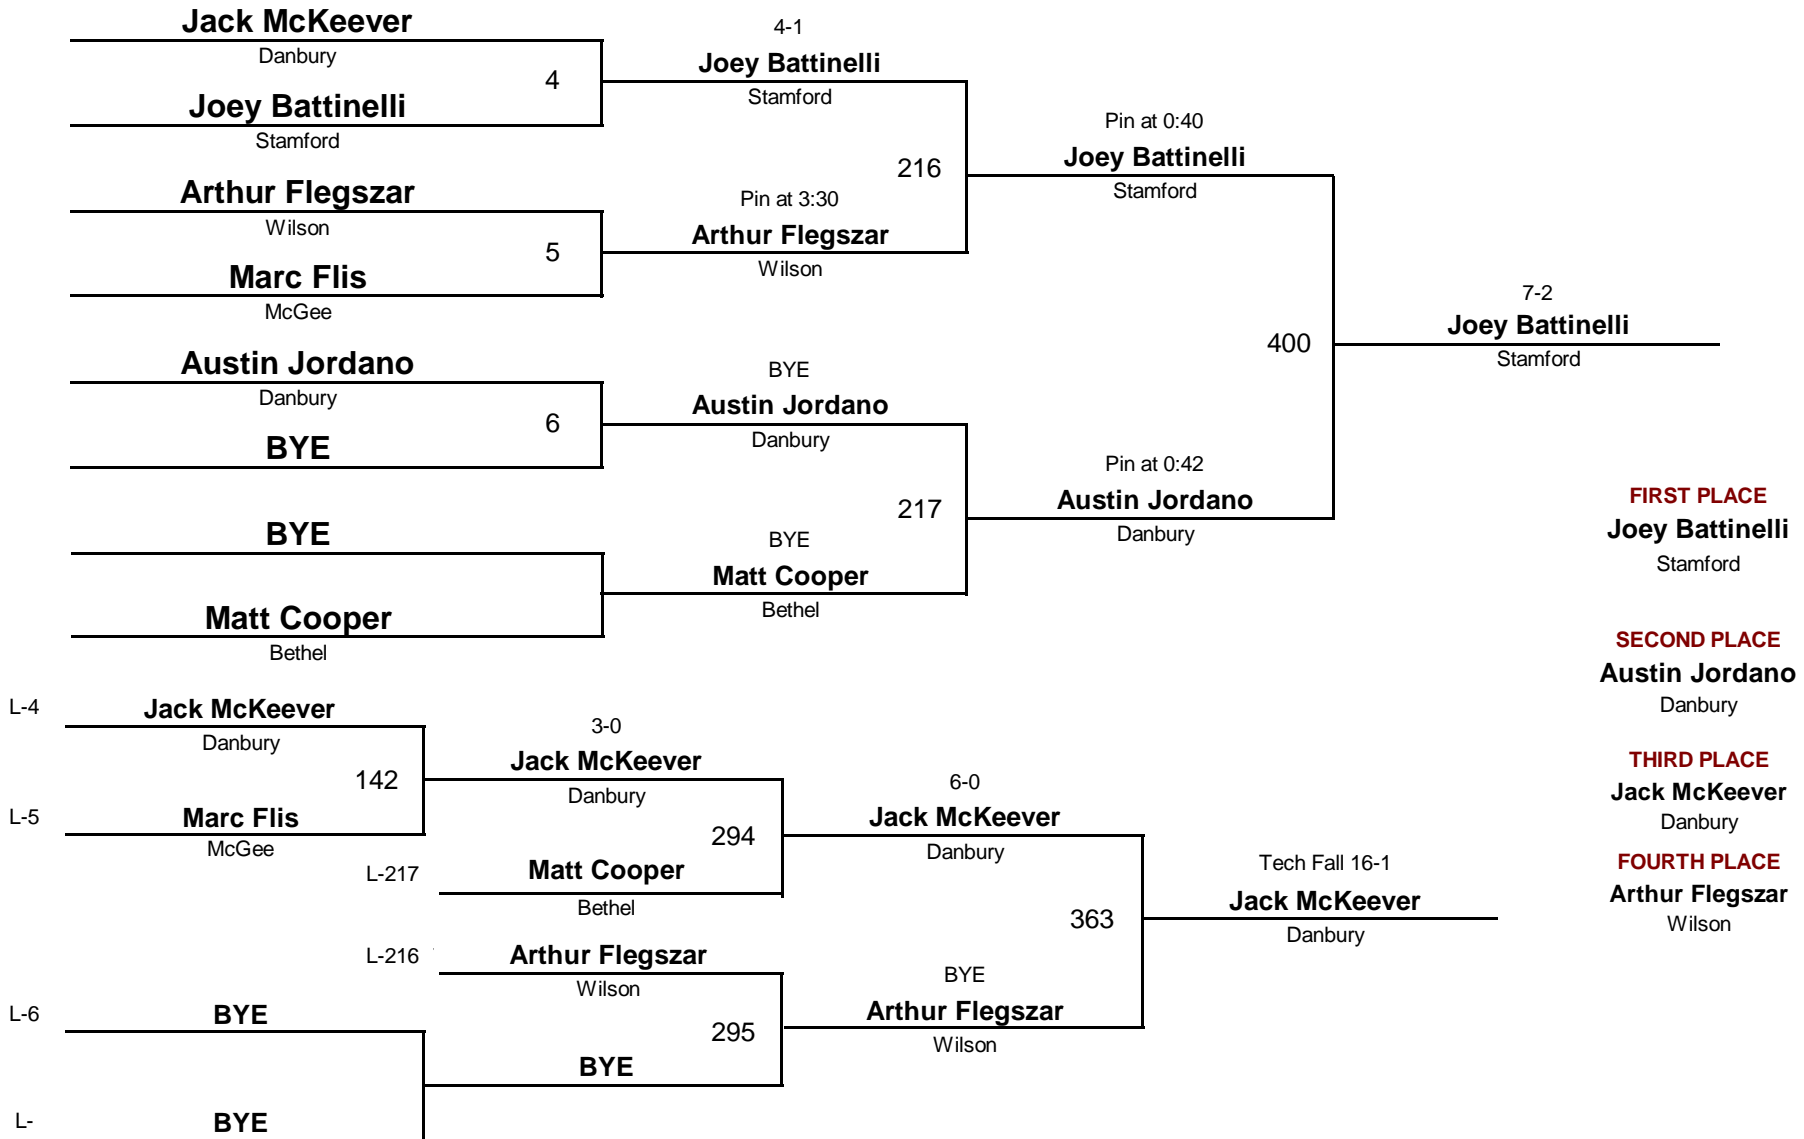 Jack McKeever
Danbury
4
Joey Battinelli
Stamford
4-1
Joey Battinelli
Stamford
Arthur Flegszar
Wilson
5
Marc Flis
McGee
Pin at 3:30
Arthur Flegszar
Wilson
216
Pin at 0:40
Joey Battinelli
Stamford
Austin Jordano
Danbury
6
BYE
BYE
Austin Jordano
Danbury
BYE
Matt Cooper
Bethel
BYE
Matt Cooper
Bethel
217
Pin at 0:42
Austin Jordano
Danbury
400
7-2
Joey Battinelli
Stamford
FIRST PLACE
Joey Battinelli
Stamford
SECOND PLACE
Austin Jordano
Danbury
THIRD PLACE
Jack McKeever
Danbury
FOURTH PLACE
Arthur Flegszar
Wilson
L-4
Jack McKeever
Danbury
142
L-5
Marc Flis
McGee
3-0
Jack McKeever
Danbury
294
L-217
Matt Cooper
Bethel
6-0
Jack McKeever
Danbury
363
Tech Fall 16-1
Jack McKeever
Danbury
L-216
Arthur Flegszar
Wilson
295
BYE
Arthur Flegszar
Wilson
L-6
BYE
BYE
L-
BYE